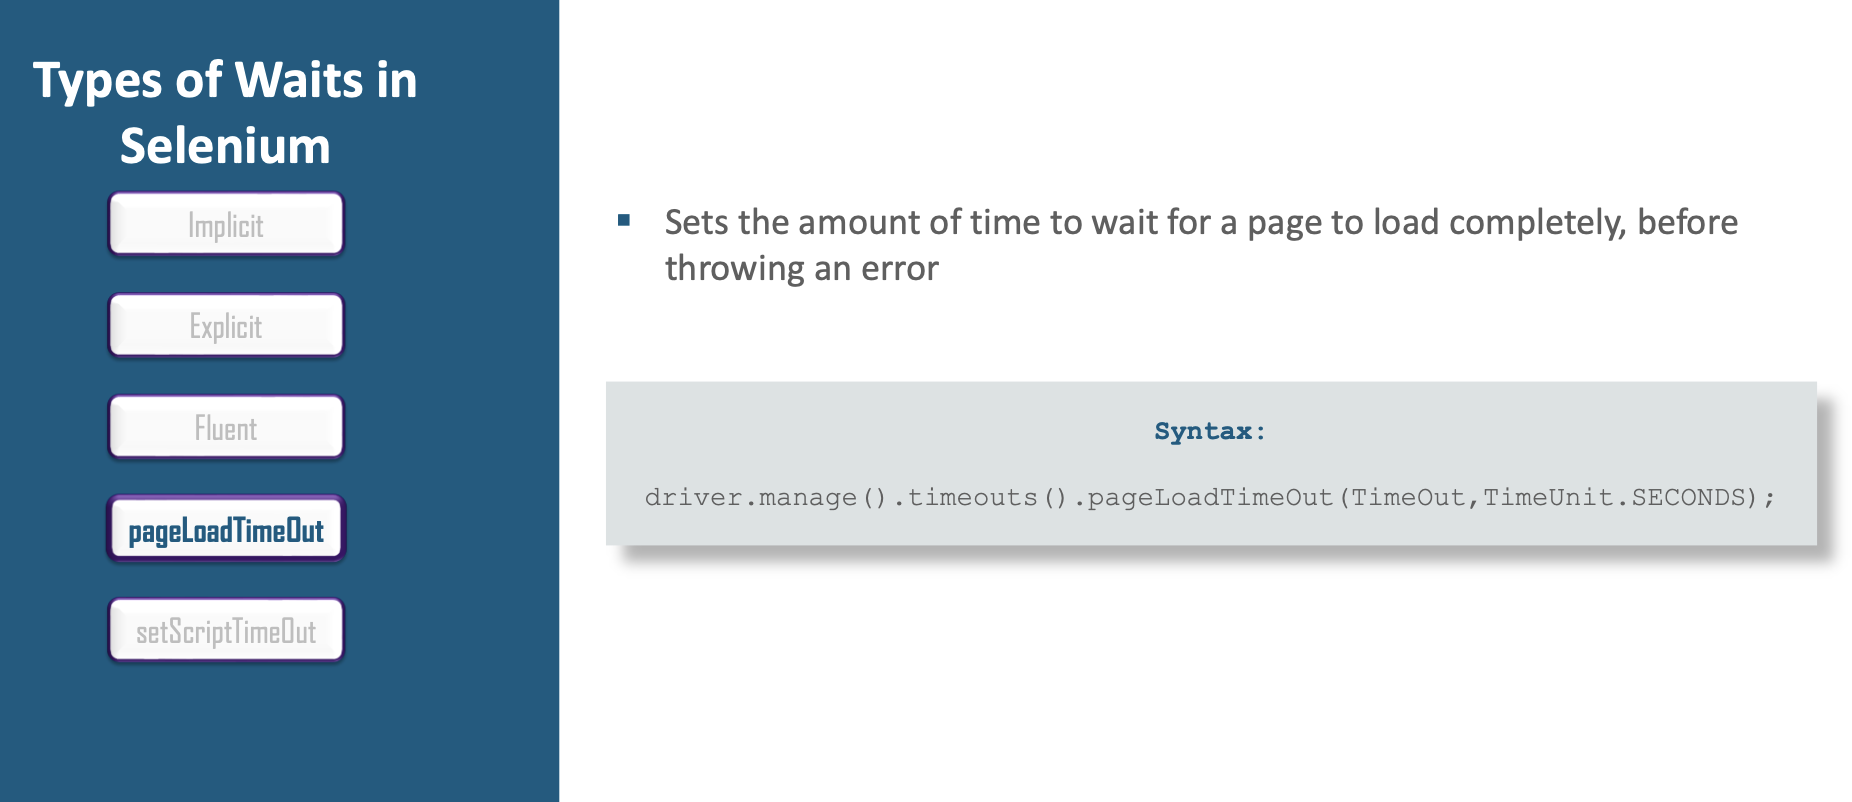 Types of Waits in
Selenium
Implicit
Explicit
Fluent
pageLoadTimeOut
setScriptTimeOut
▪ Sets the amount of time to wait for a page to load completely, before
throwing an error
Syntax:
driver.manage().timeouts().pageLoadTimeOut(TimeOut,TimeUnit.SECONDS);